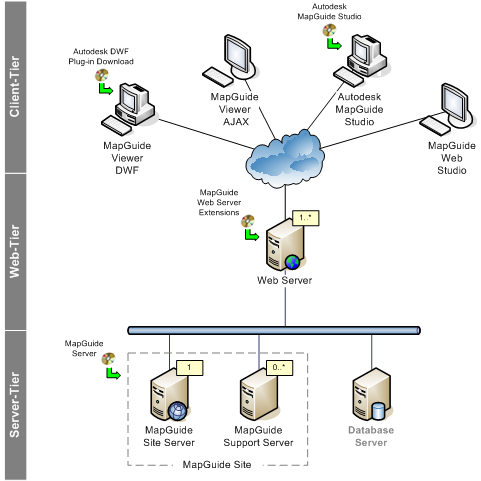 Client-Tier
Autodesk DWF
Plug-in Download
MapGuide
Viewer
DWF
MapGuide
Viewer
AJAX
Autodesk
MapGuide Studio
Autodesk
MapGuide
Studio
MapGuide
Web
Studio
Web-Tier
MapGuide
Web Server
Extensions
1..*
Web Server
Server-Tier
MapGuide
Server
1
MapGuide
Site Server
0..*
MapGuide
Support Server
Database
Server
MapGuide Site